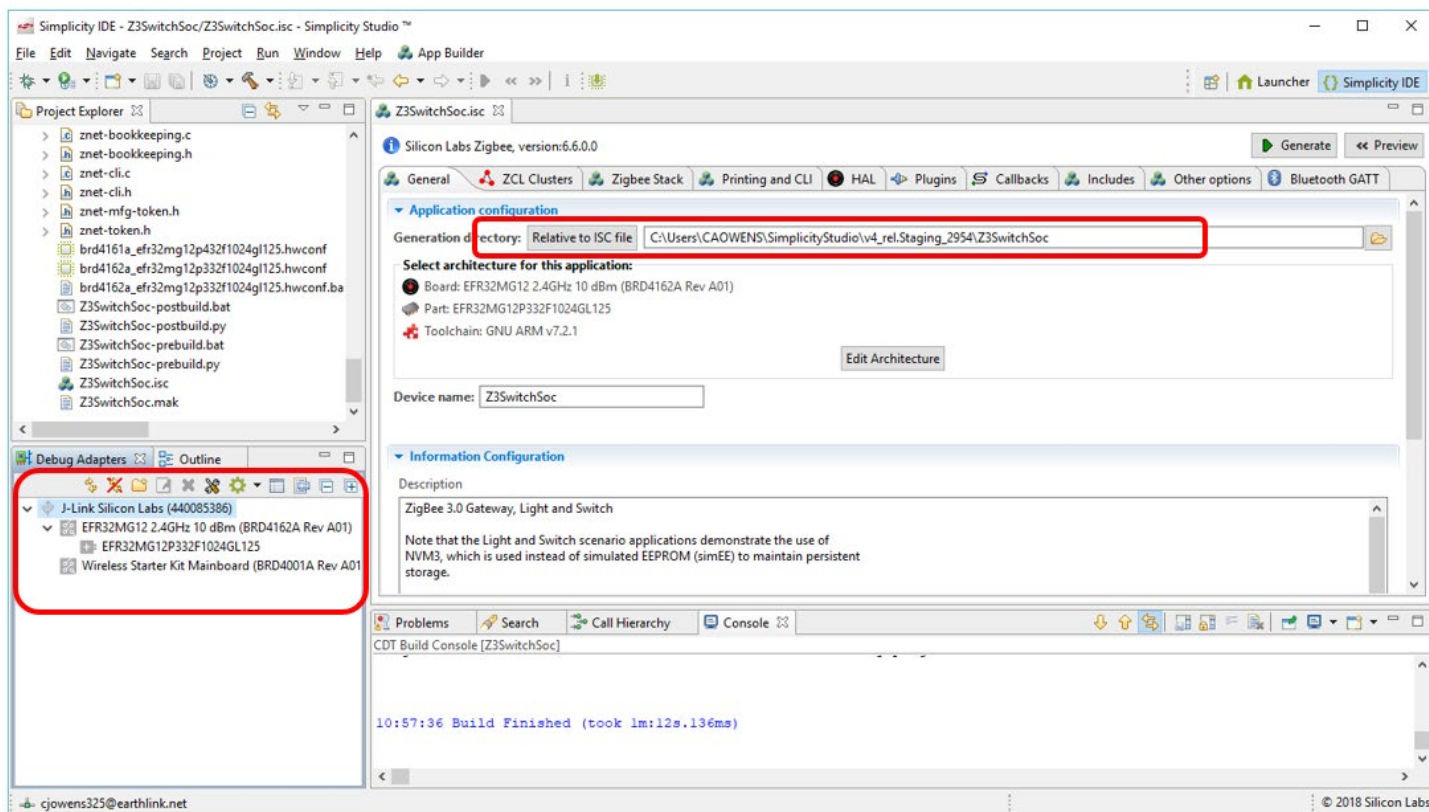 Simplicity IDE - Z3SwitchSoc/Z3SwitchSoc.isc - Simplicity Studio ™
File Edit Navigate Search Project Run Window Help App Builder
Launcher Simplicity IDE
Project Explorer
znet-bookkeeping.c
znet-bookkeeping.h
znet-cli.c
znet-cli.h
znet-mfg-token.h
znet-token.h
brd4161a_efr32mg12p432f1024gl125.hwconf
brd4162a_efr32mg12p332f1024gl125.hwconf
brd4162a_efr32mg12p332f1024gl125.hwconf.ba
Z3SwitchSoc-postbuild.bat
Z3SwitchSoc-postbuild.py
Z3SwitchSoc-prebuild.bat
Z3SwitchSoc-prebuild.py
Z3SwitchSoc.isc
Z3SwitchSoc.mak
Debug Adapters Outline
J-Link Silicon Labs (440085386)
EFR32MG12 2.4GHz 10 dBm (BRD4162A Rev A01)
EFR32MG12P332F1024GL125
Wireless Starter Kit Mainboard (BRD4001A Rev A01
Z3SwitchSoc.isc
Silicon Labs Zigbee, version:6.6.0.0
Generate Preview
General ZCL Clusters Zigbee Stack Printing and CLI HAL Plugins Callbacks Includes Other options Bluetooth GATT
Application configuration
Generation directory: Relative to ISC file C:\Users\CAOWENS\SimplicityStudio\v4_rel.Staging_2954\Z3SwitchSoc
Select architecture for this application:
Board: EFR32MG12 2.4GHz 10 dBm (BRD4162A Rev A01)
Part: EFR32MG12P332F1024GL125
Toolchain: GNU ARM v7.2.1
Edit Architecture
Device name: Z3SwitchSoc
Information Configuration
Description
ZigBee 3.0 Gateway, Light and Switch
Note that the Light and Switch scenario applications demonstrate the use of
NVM3, which is used instead of simulated EEPROM (simEE) to maintain persistent
storage.
Problems Search Call Hierarchy Console
CDT Build Console [Z3SwitchSoc]
10:57:36 Build Finished (took 1m:12s.136ms)
cjowens325@earthlink.net
© 2018 Silicon Labs